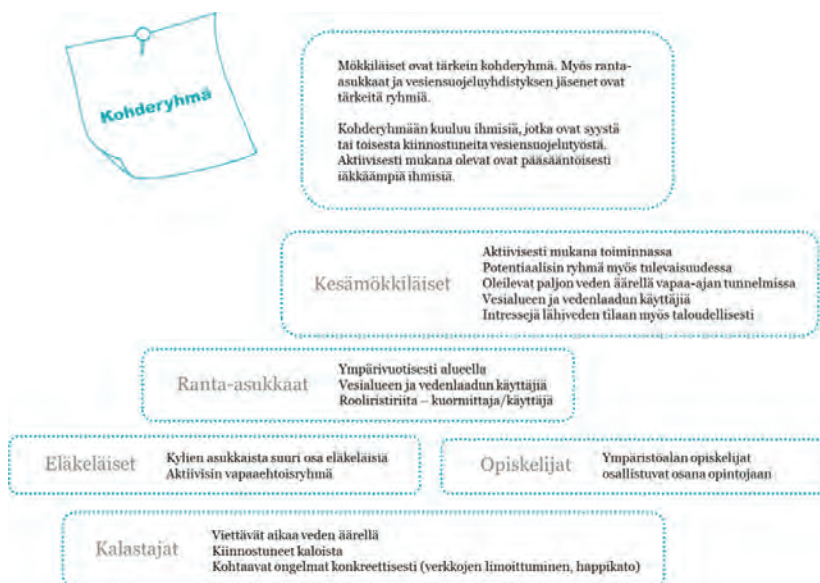 Kohderyhmä
Mökkiläiset ovat tärkein kohderyhmä. Myös ranta-
asukkaat ja vesiensuojeluyhdistyksen jäsenet ovat
tärkeitä ryhmiä.
Kohderyhmään kuuluu ihmisiä, jotka ovat syystä
tai toisesta kiinnostuneita vesiensuojelutyöstä.
Aktiivisesti mukana olevat ovat pääsääntöisesti
iäkkäämpiä ihmisiä.
Kesämökkiläiset
Aktiivisesti mukana toiminnassa
Potentiaalisin ryhmä myös tulevaisuudessa
Oleilevat paljon veden äärellä vapaa-ajan tunnelmissa
Vesialueen ja vedenlaadun käyttäjiä
Intressejä lähiveden tilaan myös taloudellisesti
Ranta-asukkaat
Ympärivuotisesti alueella
Vesialueen ja vedenlaadun käyttäjiä
Rooliristiriita – kuormittaja/käyttäjä
Eläkeläiset
Kylien asukkaista suuri osa eläkeläisiä
Aktiivisin vapaaehtoisryhmä
Opiskelijat
Ympäristöalan opiskelijat
osallistuvat osana opintojaan
Kalastajat
Viettävät aikaa veden äärellä
Kiinnostuneet kaloista
Kohtaavat ongelmat konkreettisesti (verkkojen limoittuminen, happikato)